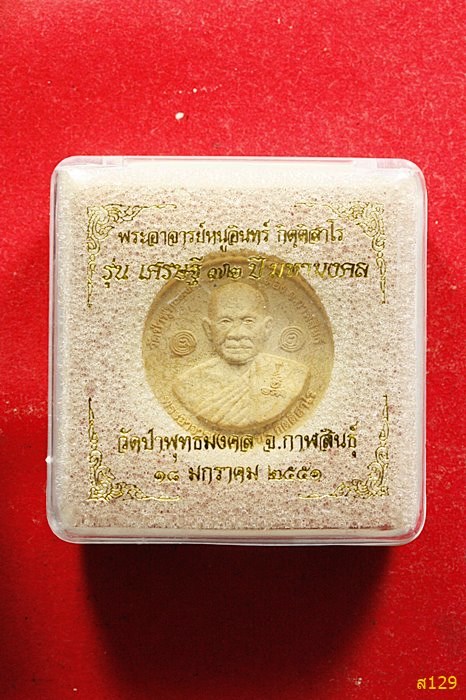 พระอาจารย์หนูอินทร์ กิตฺตสาโร
รุ่น เศรษฐี ๗๒ ปี มหามงคล
วัดป่าพุทธมงคล จ.กาฬสินธุ์
๑๘ มกราคม ๒๕๕๑
ส129